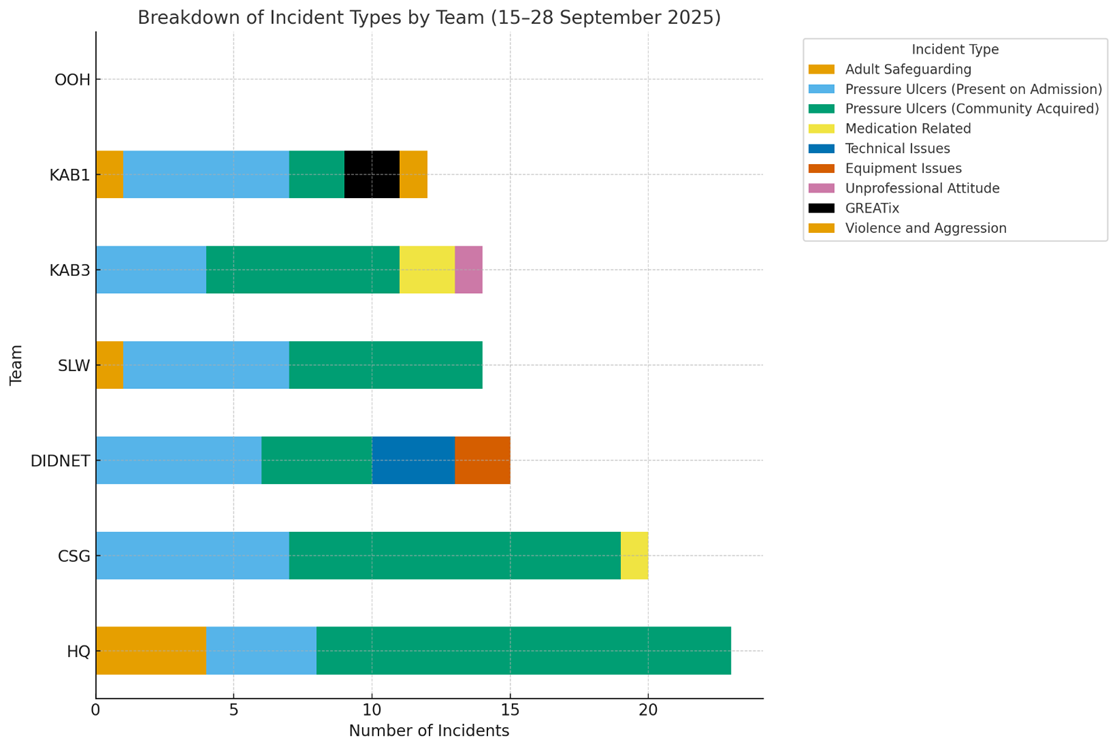 Breakdown of Incident Types by Team (15–28 September 2025)
Incident Type
Adult Safeguarding
Pressure Ulcers (Present on Admission)
Pressure Ulcers (Community Acquired)
Medication Related
Technical Issues
Equipment Issues
Unprofessional Attitude
GREATix
Violence and Aggression
Team
OOH
KAB1
KAB3
SLW
DIDNET
CSG
HQ
0 5 10 15 20
Number of Incidents